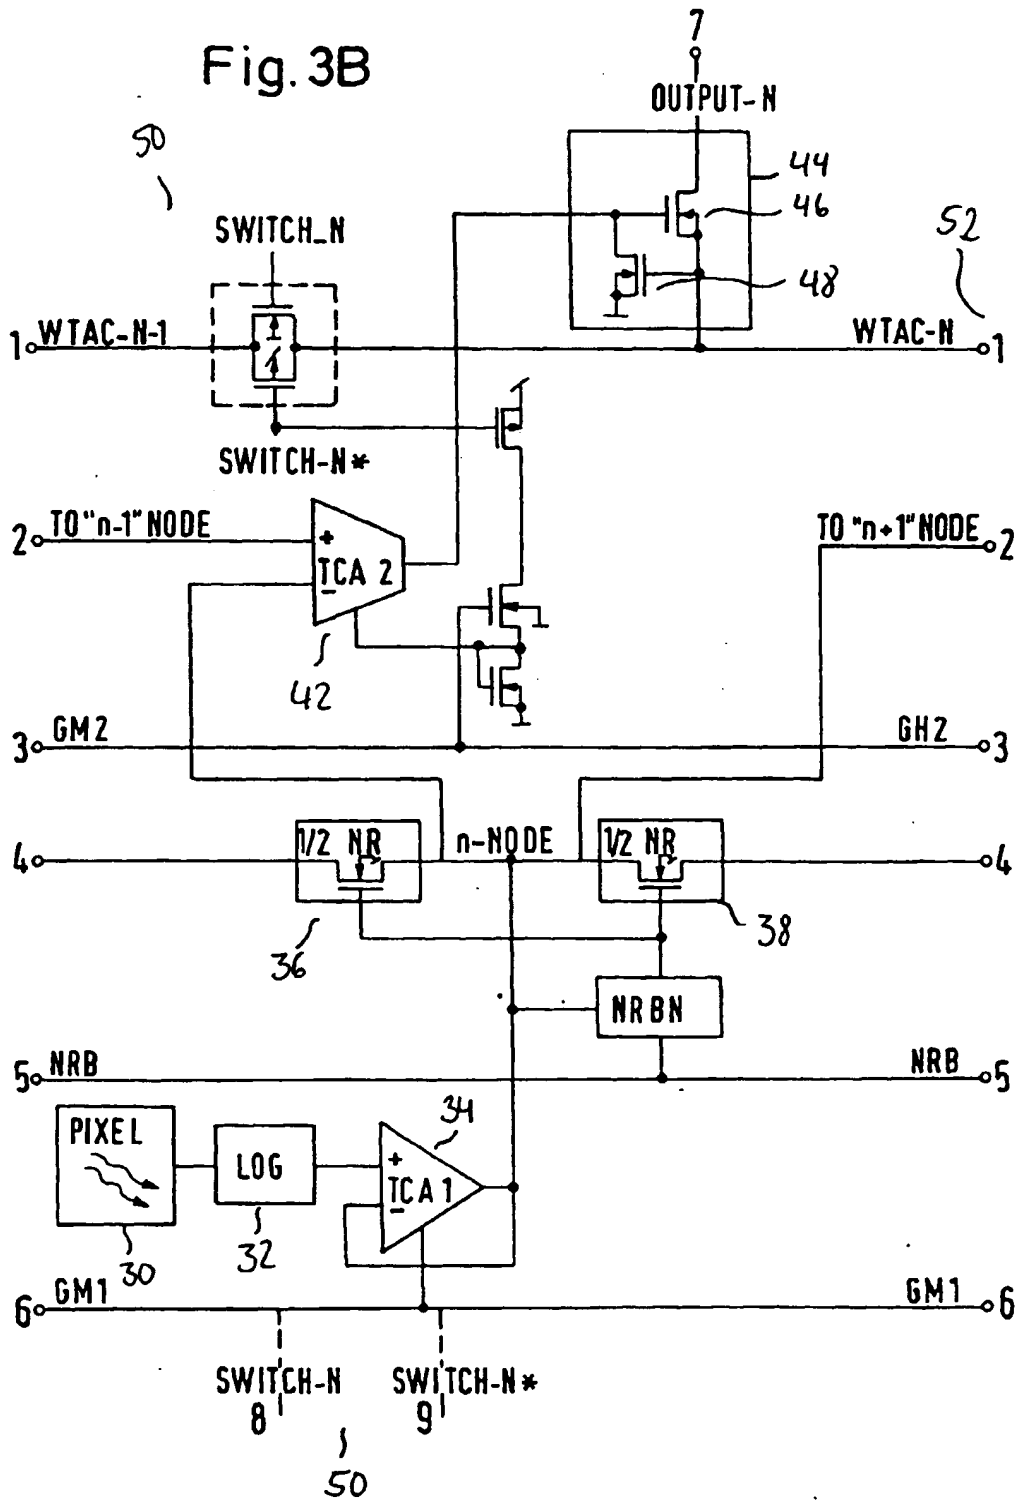 Fig. 3B
7
OUTPUT-N
50
44
46
52
SWITCH_N
48
1 WTAC-N-1
WTAC-N 1
SWITCH-N*
2 TO "n-1" NODE
TO "n+1" NODE 2
+
TCA 2
-
42
3 GM2
GH2 3
1/2 NR
n-NODE
1/2 NR
4
4
36
38
NRBN
5 NRB
NRB 5
34
PIXEL
LOG
+
TCA 1
-
30
32
6 GM1
GM1 6
SWITCH-N
SWITCH-N*
8
9
50